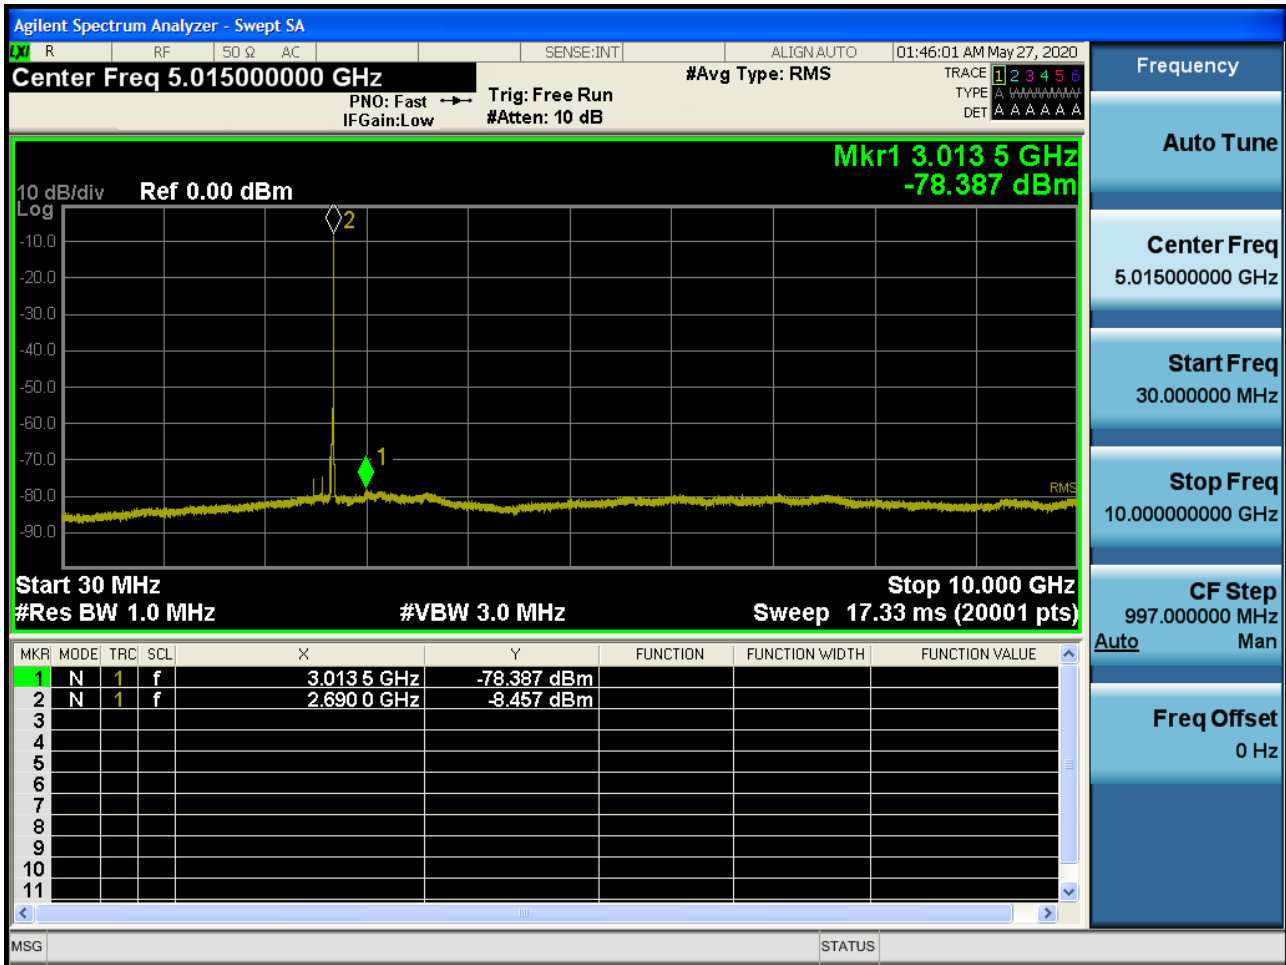 Agilent Spectrum Analyzer - Swept SA
LXI R RF 50 Ω AC SENSE:INT ALIGN AUTO 01:46:01 AM May 27, 2020
Center Freq 5.015000000 GHz
PNO: Fast
IFGain:Low
Trig: Free Run
#Atten: 10 dB
#Avg Type: RMS
TRACE 1 2 3 4 5 6
TYPE A WWWWWW
DET A A A A A A
Mkr1 3.013 5 GHz
-78.387 dBm
10 dB/div Ref 0.00 dBm
Log
2
-10.0
-20.0
-30.0
-40.0
-50.0
-60.0
1
-70.0
RMS
-80.0
-90.0
Start 30 MHz Stop 10.000 GHz
#Res BW 1.0 MHz #VBW 3.0 MHz Sweep 17.33 ms (20001 pts)
MKR MODE TRC SCL X Y FUNCTION FUNCTION WIDTH FUNCTION VALUE
1 N 1 f 3.013 5 GHz -78.387 dBm
2 N 1 f 2.690 0 GHz -8.457 dBm
3
4
5
6
7
8
9
10
11
MSG STATUS
Frequency
Auto Tune
Center Freq
5.015000000 GHz
Start Freq
30.000000 MHz
Stop Freq
10.000000000 GHz
CF Step
997.000000 MHz
Auto Man
Freq Offset
0 Hz